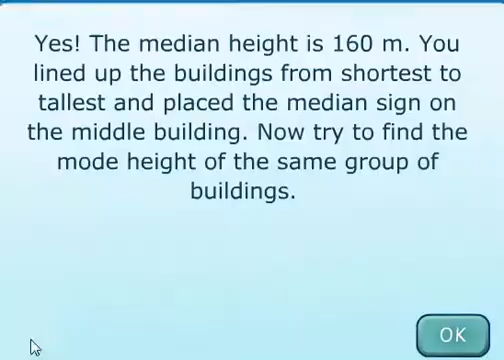 Yes! The median height is 160 m. You
lined up the buildings from shortest to
tallest and placed the median sign on
the middle building. Now try to find the
mode height of the same group of
buildings.
OK